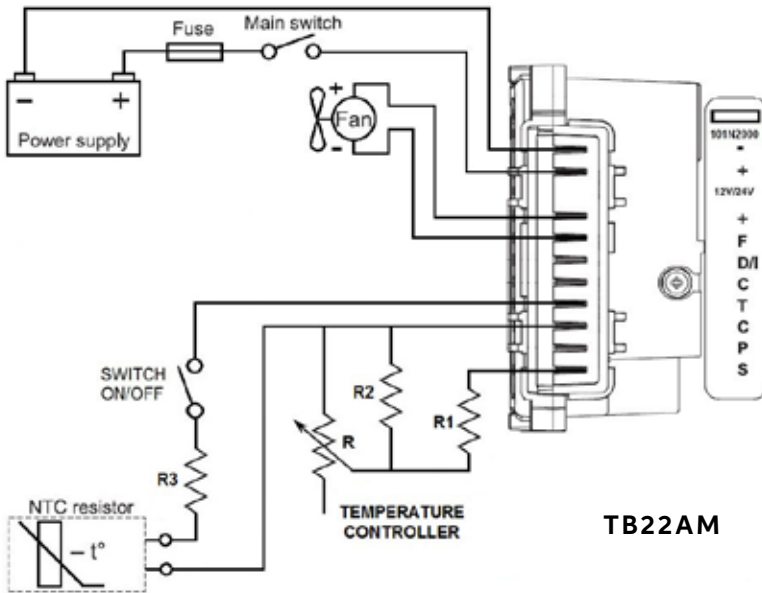 Fuse
Main switch
- +
Power supply
+
Fan
-
101N2000
-
+
12V/24V
+
F
D/I
C
T
C
P
S
SWITCH
ON/OFF
R3
R2
R1
R
NTC resistor
– t°
TEMPERATURE
CONTROLLER
TB22AM